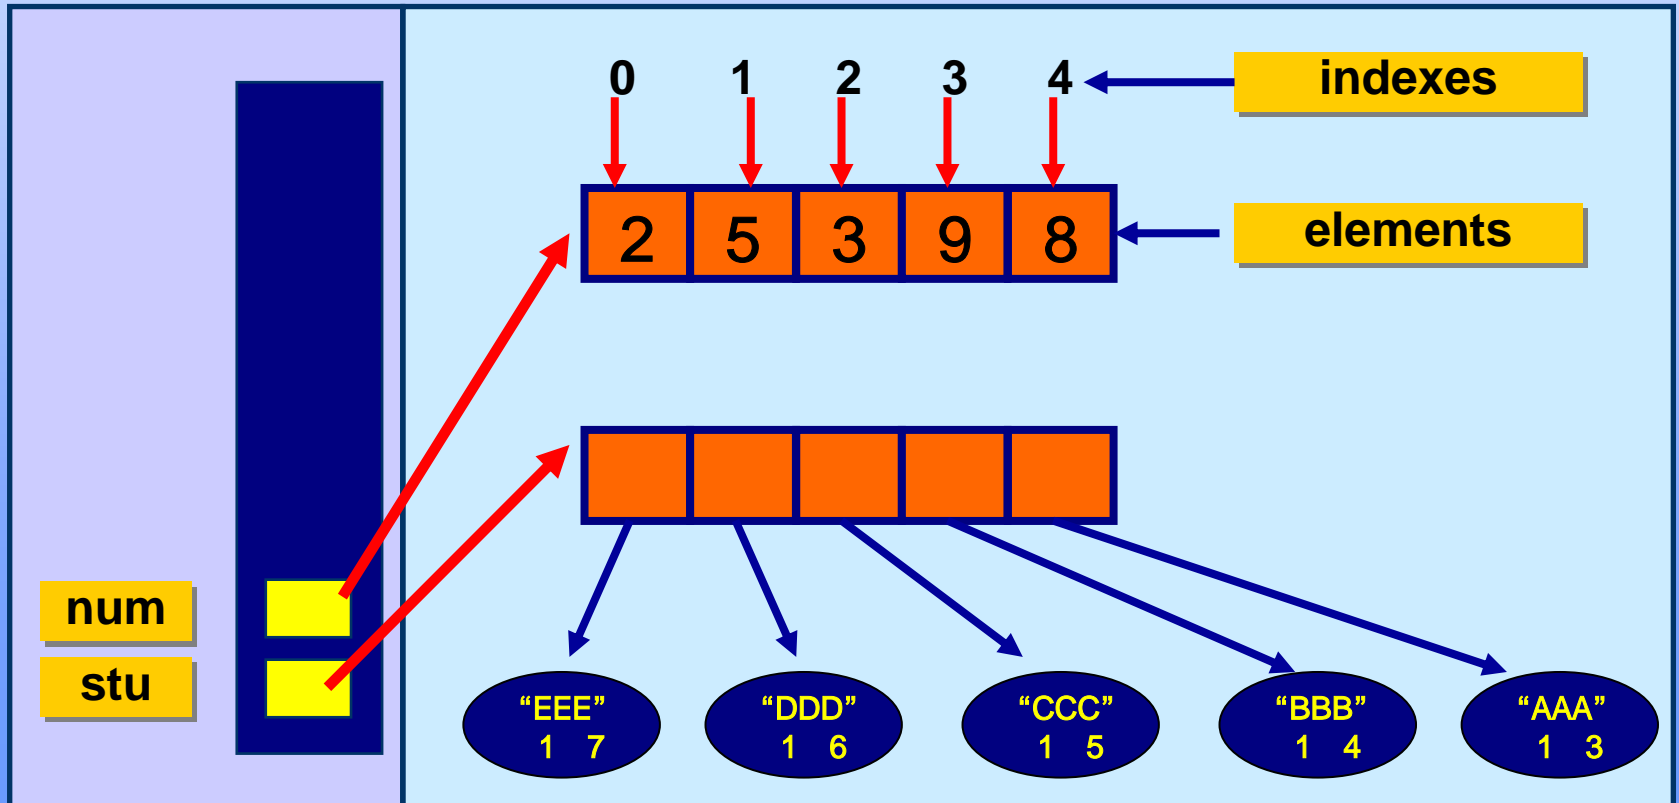 0 1 2 3 4
indexes
2 5 3 9 8
elements
num
stu
“EEE”
1 7
“DDD”
1 6
“CCC”
1 5
“BBB”
1 4
“AAA”
1 3